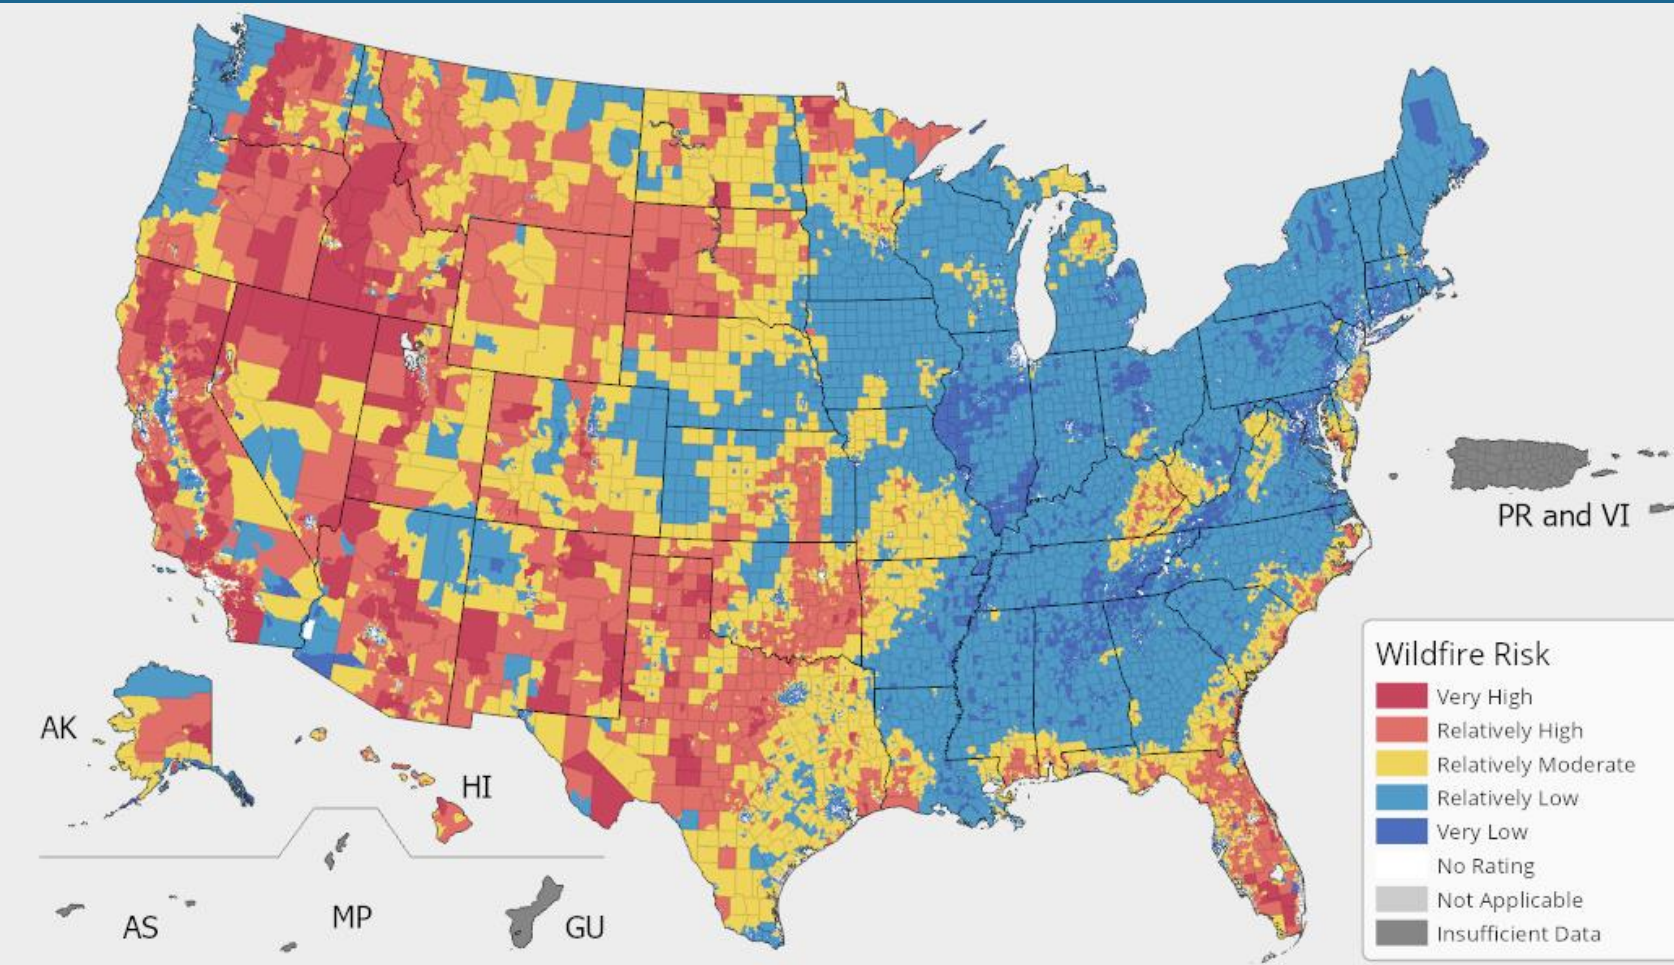 PR and VI
Wildfire Risk
Very High
Relatively High
Relatively Moderate
Relatively Low
Very Low
No Rating
Not Applicable
Insufficient Data
AK
HI
AS
MP
GU